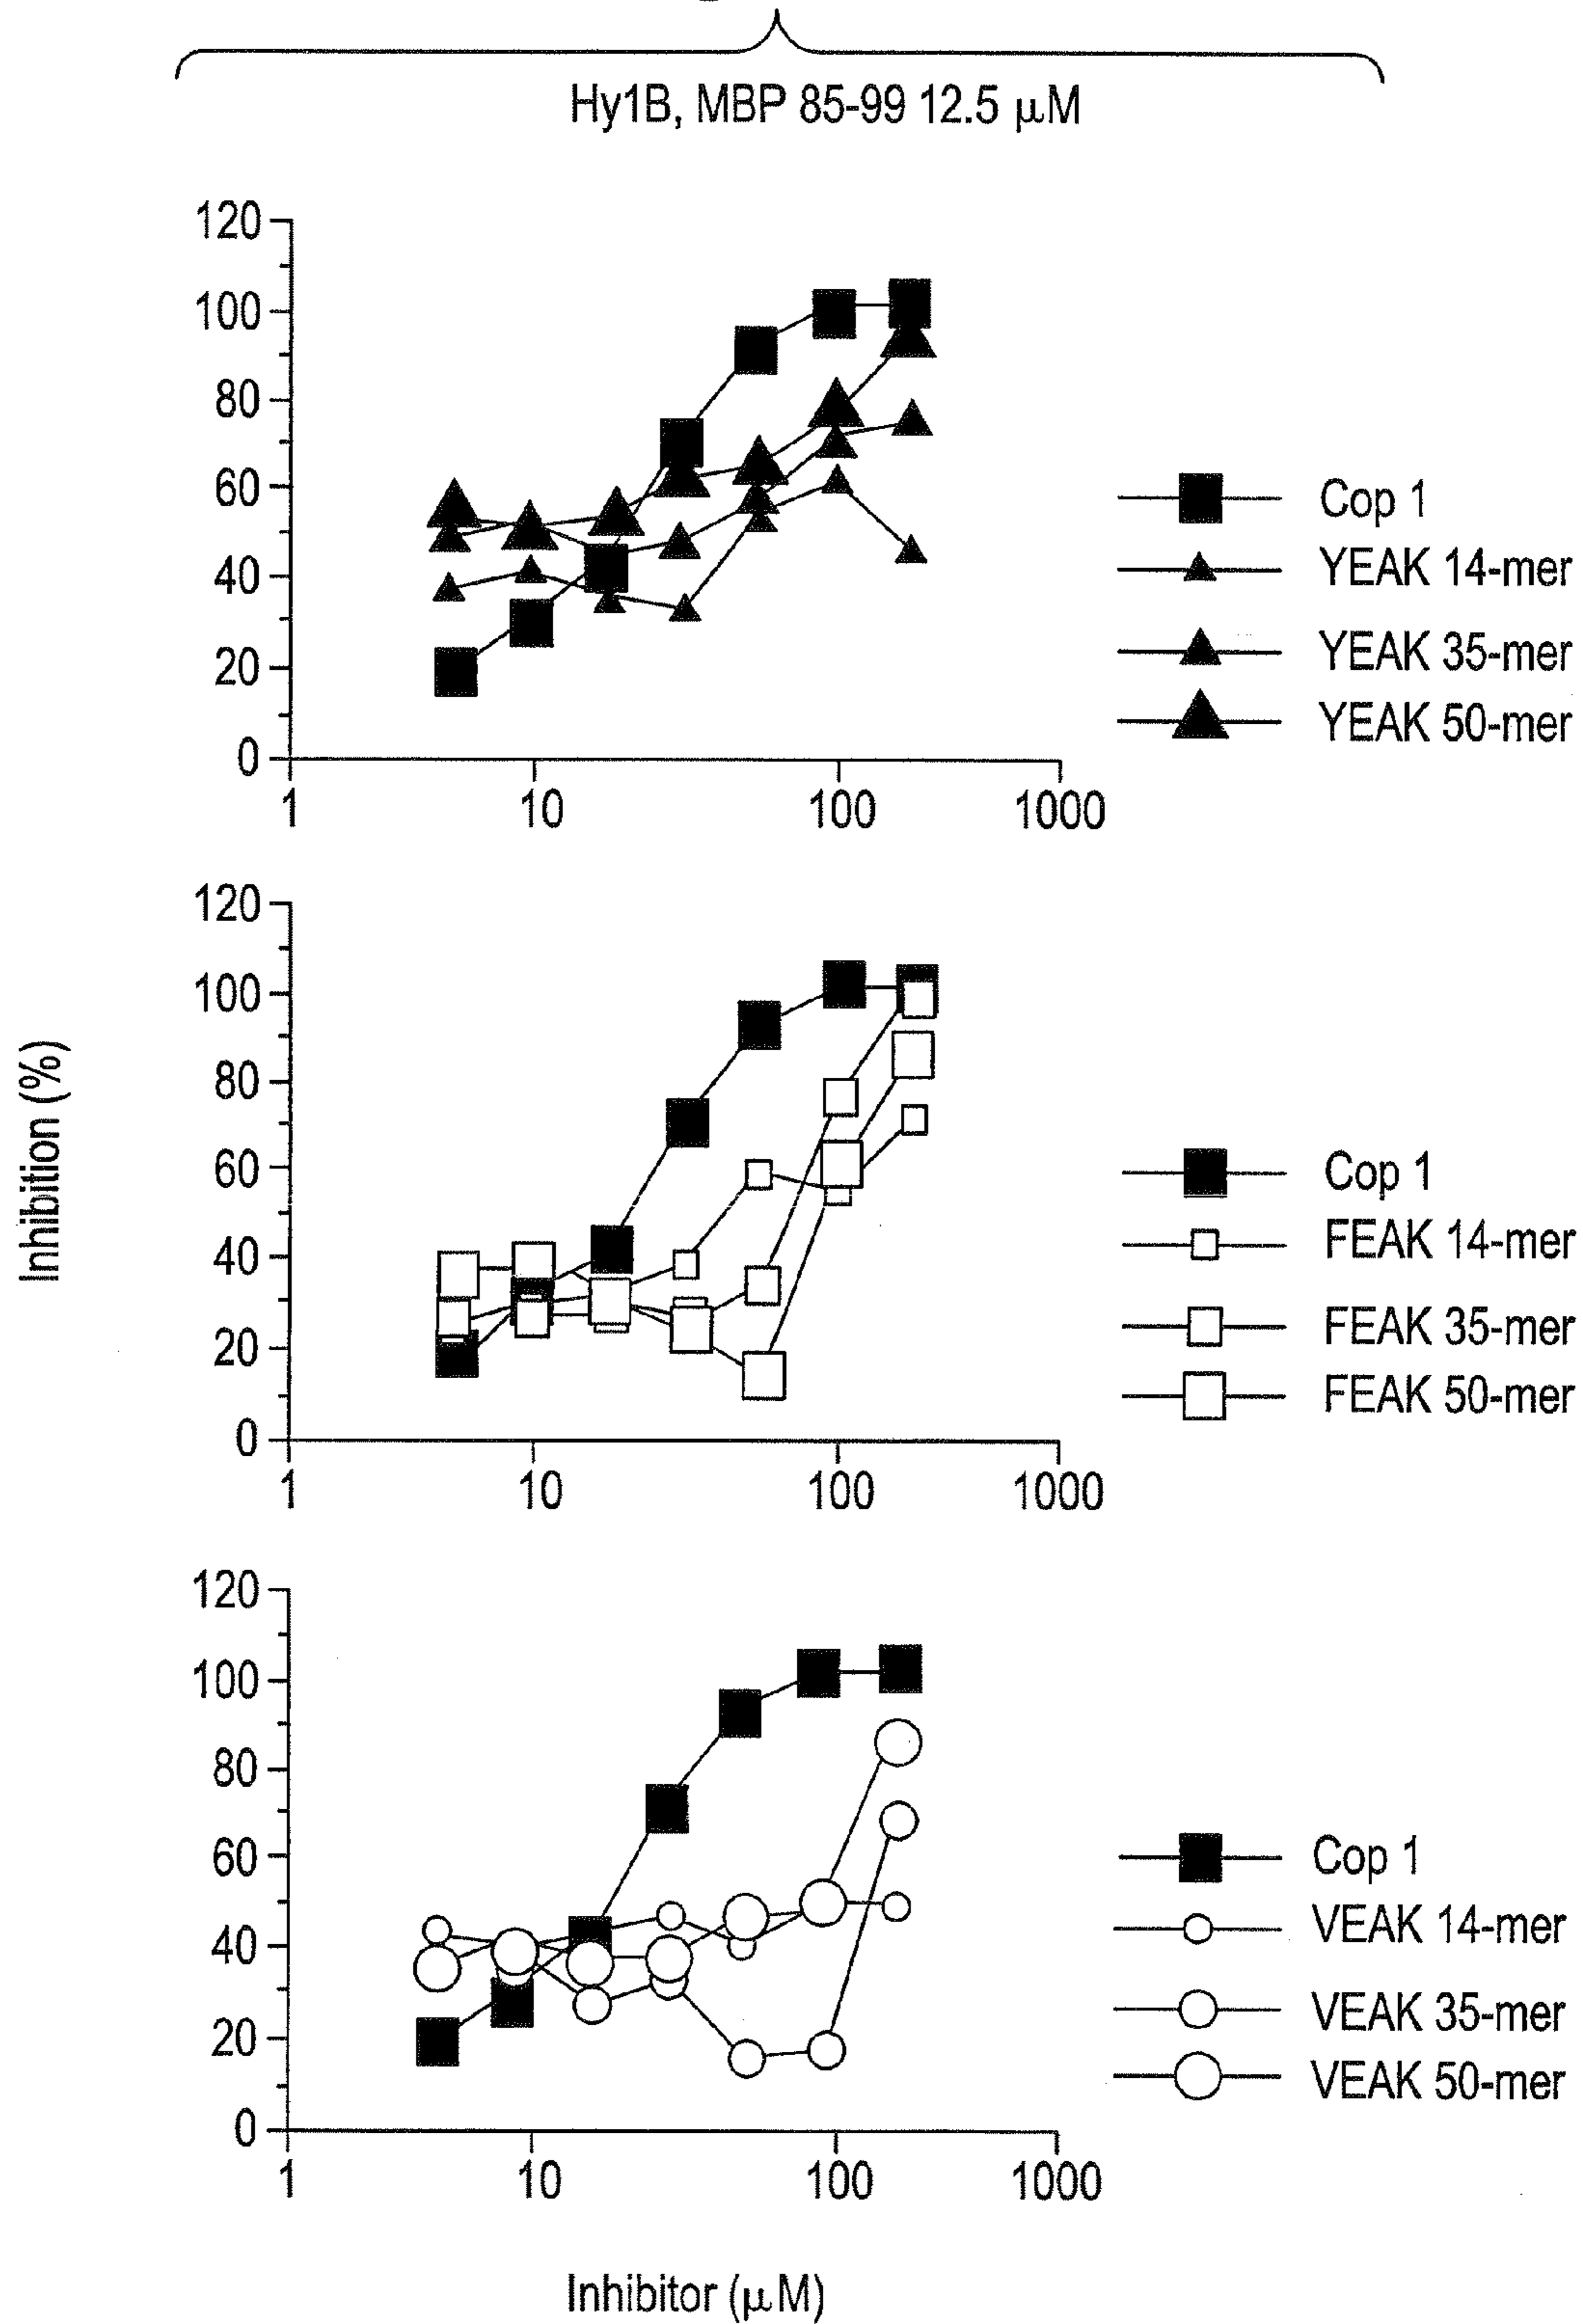 Hy1B, MBP 85-99 12.5 μM
120
100
80
60
40
20
0
1 10 100 1000
Cop 1
YEAK 14-mer
YEAK 35-mer
YEAK 50-mer
Inhibition (%)
120
100
80
60
40
20
0
1 10 100 1000
Cop 1
FEAK 14-mer
FEAK 35-mer
FEAK 50-mer
120
100
80
60
40
20
0
1 10 100 1000
Cop 1
VEAK 14-mer
VEAK 35-mer
VEAK 50-mer
Inhibitor (μM)